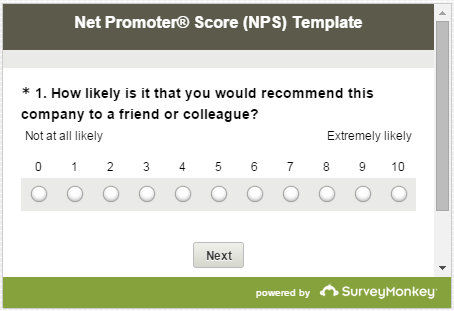 Net Promoter® Score (NPS) Template
* 1. How likely is it that you would recommend this
company to a friend or colleague?
Not at all likely Extremely likely
0 1 2 3 4 5 6 7 8 9 10
Next
powered by SurveyMonkey